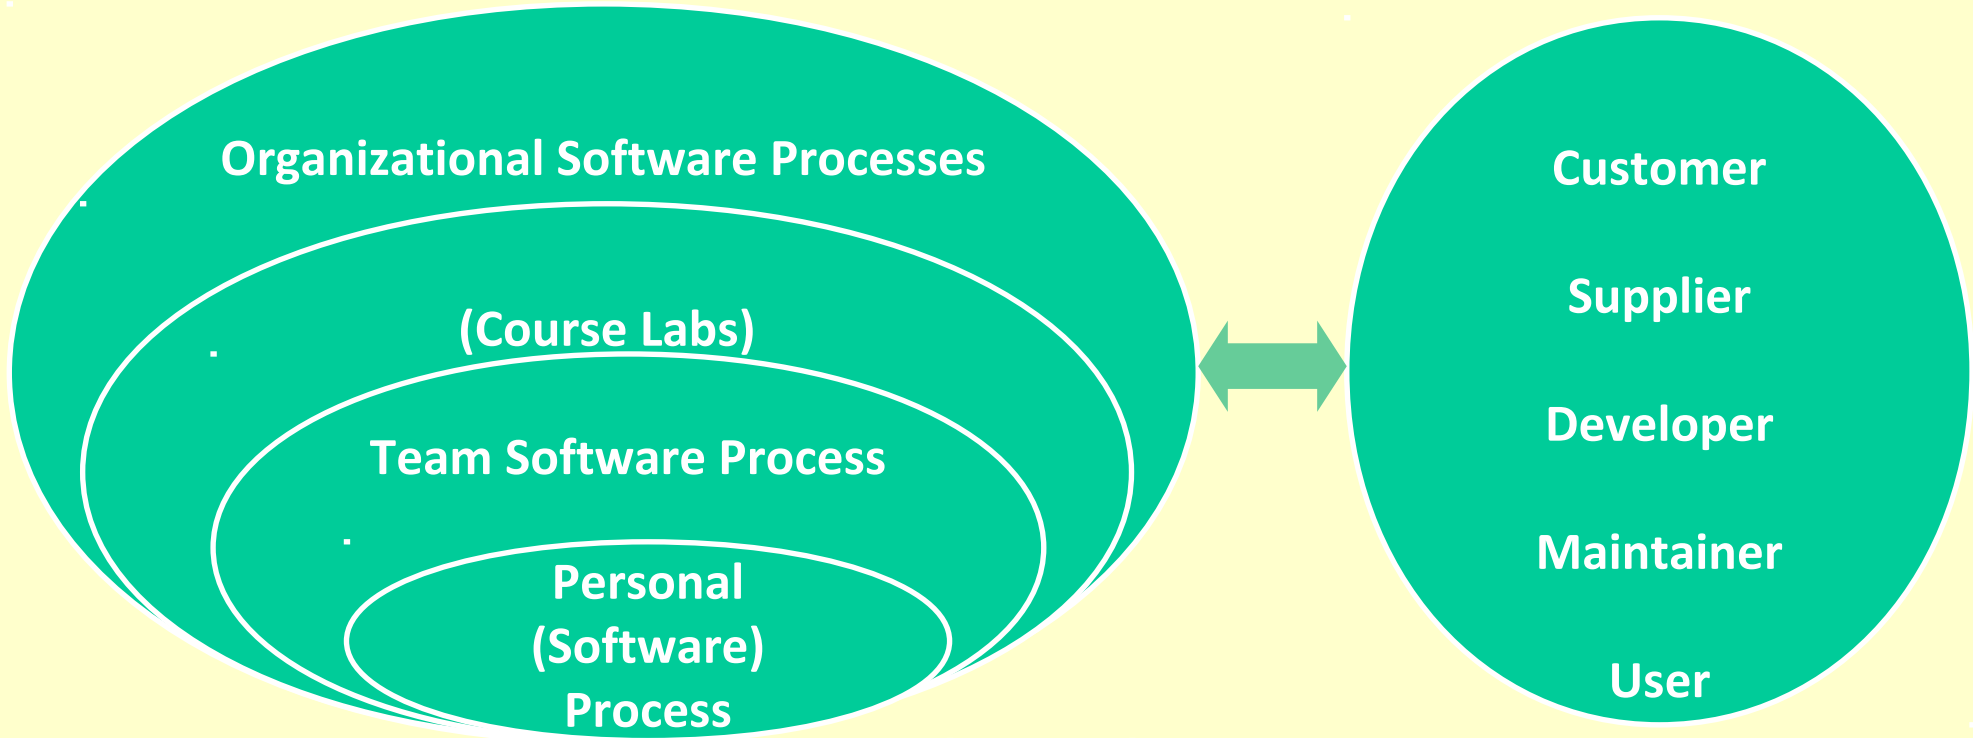 Organizational Software Processes
(Course Labs)
Team Software Process
Personal
(Software)
Process
Customer
Supplier
Developer
Maintainer
User